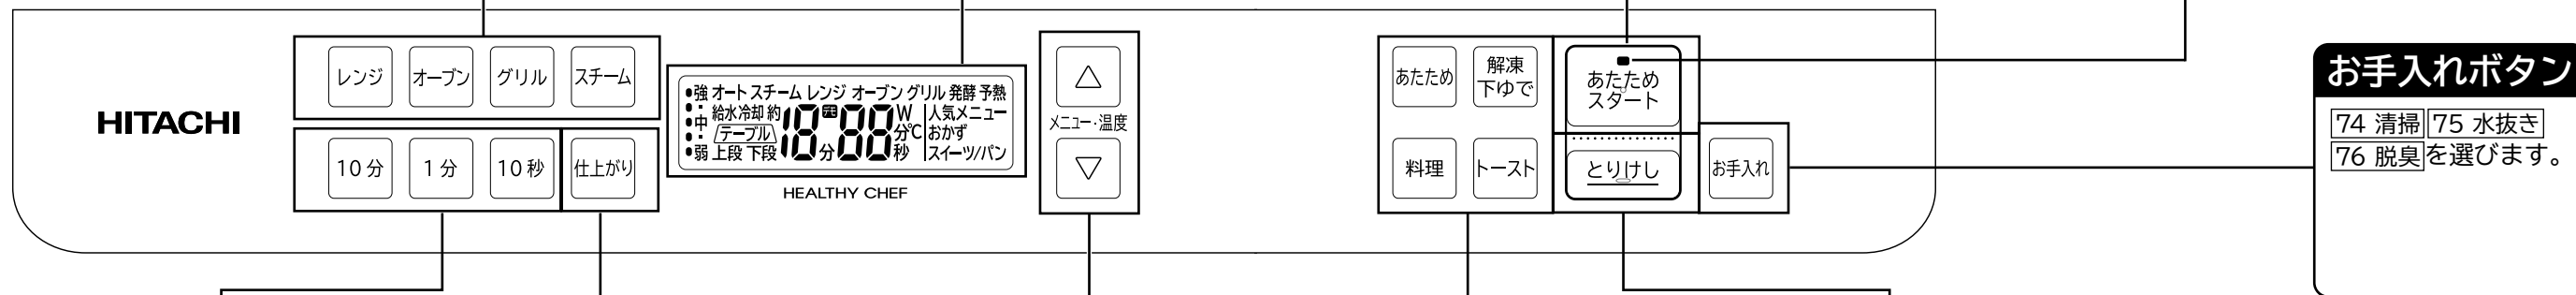 HITACHI
レンジ オーブン グリル スチーム
10分 1分 10秒 仕上がり
強 オート スチーム レンジ オーブン グリル 発酵 予熱
中 給水 冷却 約 18 予定 88 W 人気メニュー
テーブル 分 ℃ おかず
弱 上段 下段 分 秒 スイーツ/パン
HEALTHY CHEF
△
メニュー・温度
▽
あたため 解凍 下ゆで
料理 トースト
あたため
スタート
とりけし
お手入れ
お手入れボタン
74 清掃 75 水抜き
76 脱臭 を選びます。